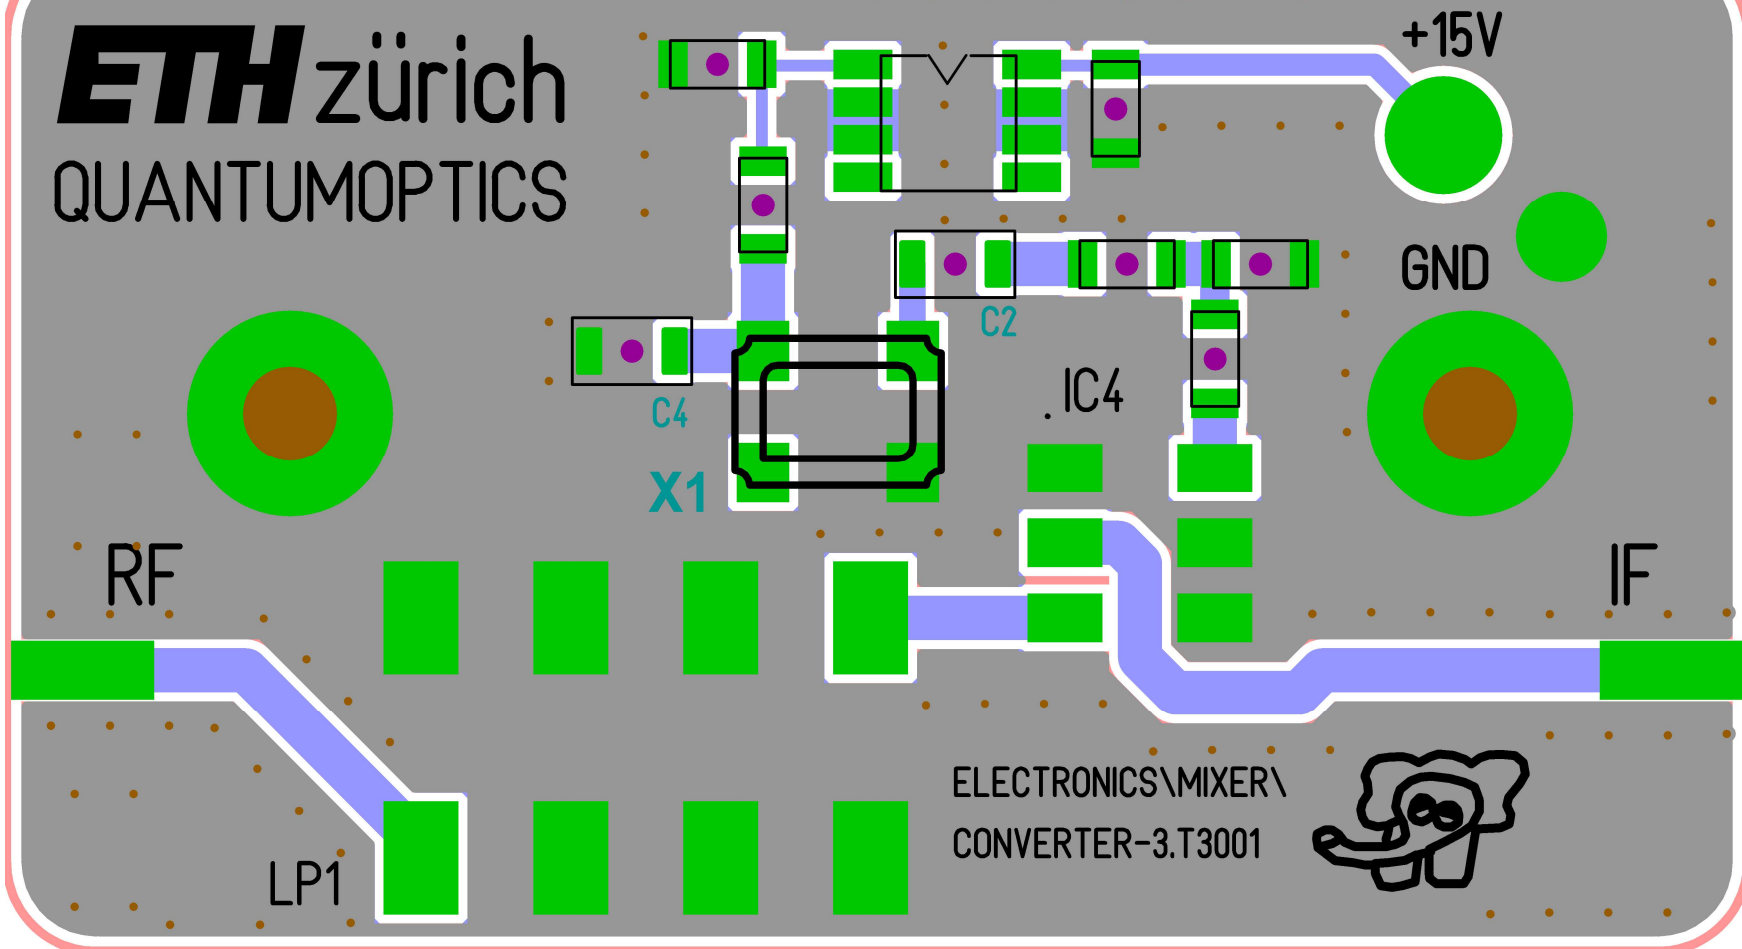 ETH zürich
QUANTUMOPTICS
+15V
GND
C2
C4
.IC4
X1
RF
IF
LP1
ELECTRONICS\MIXER\
CONVERTER-3.T3001